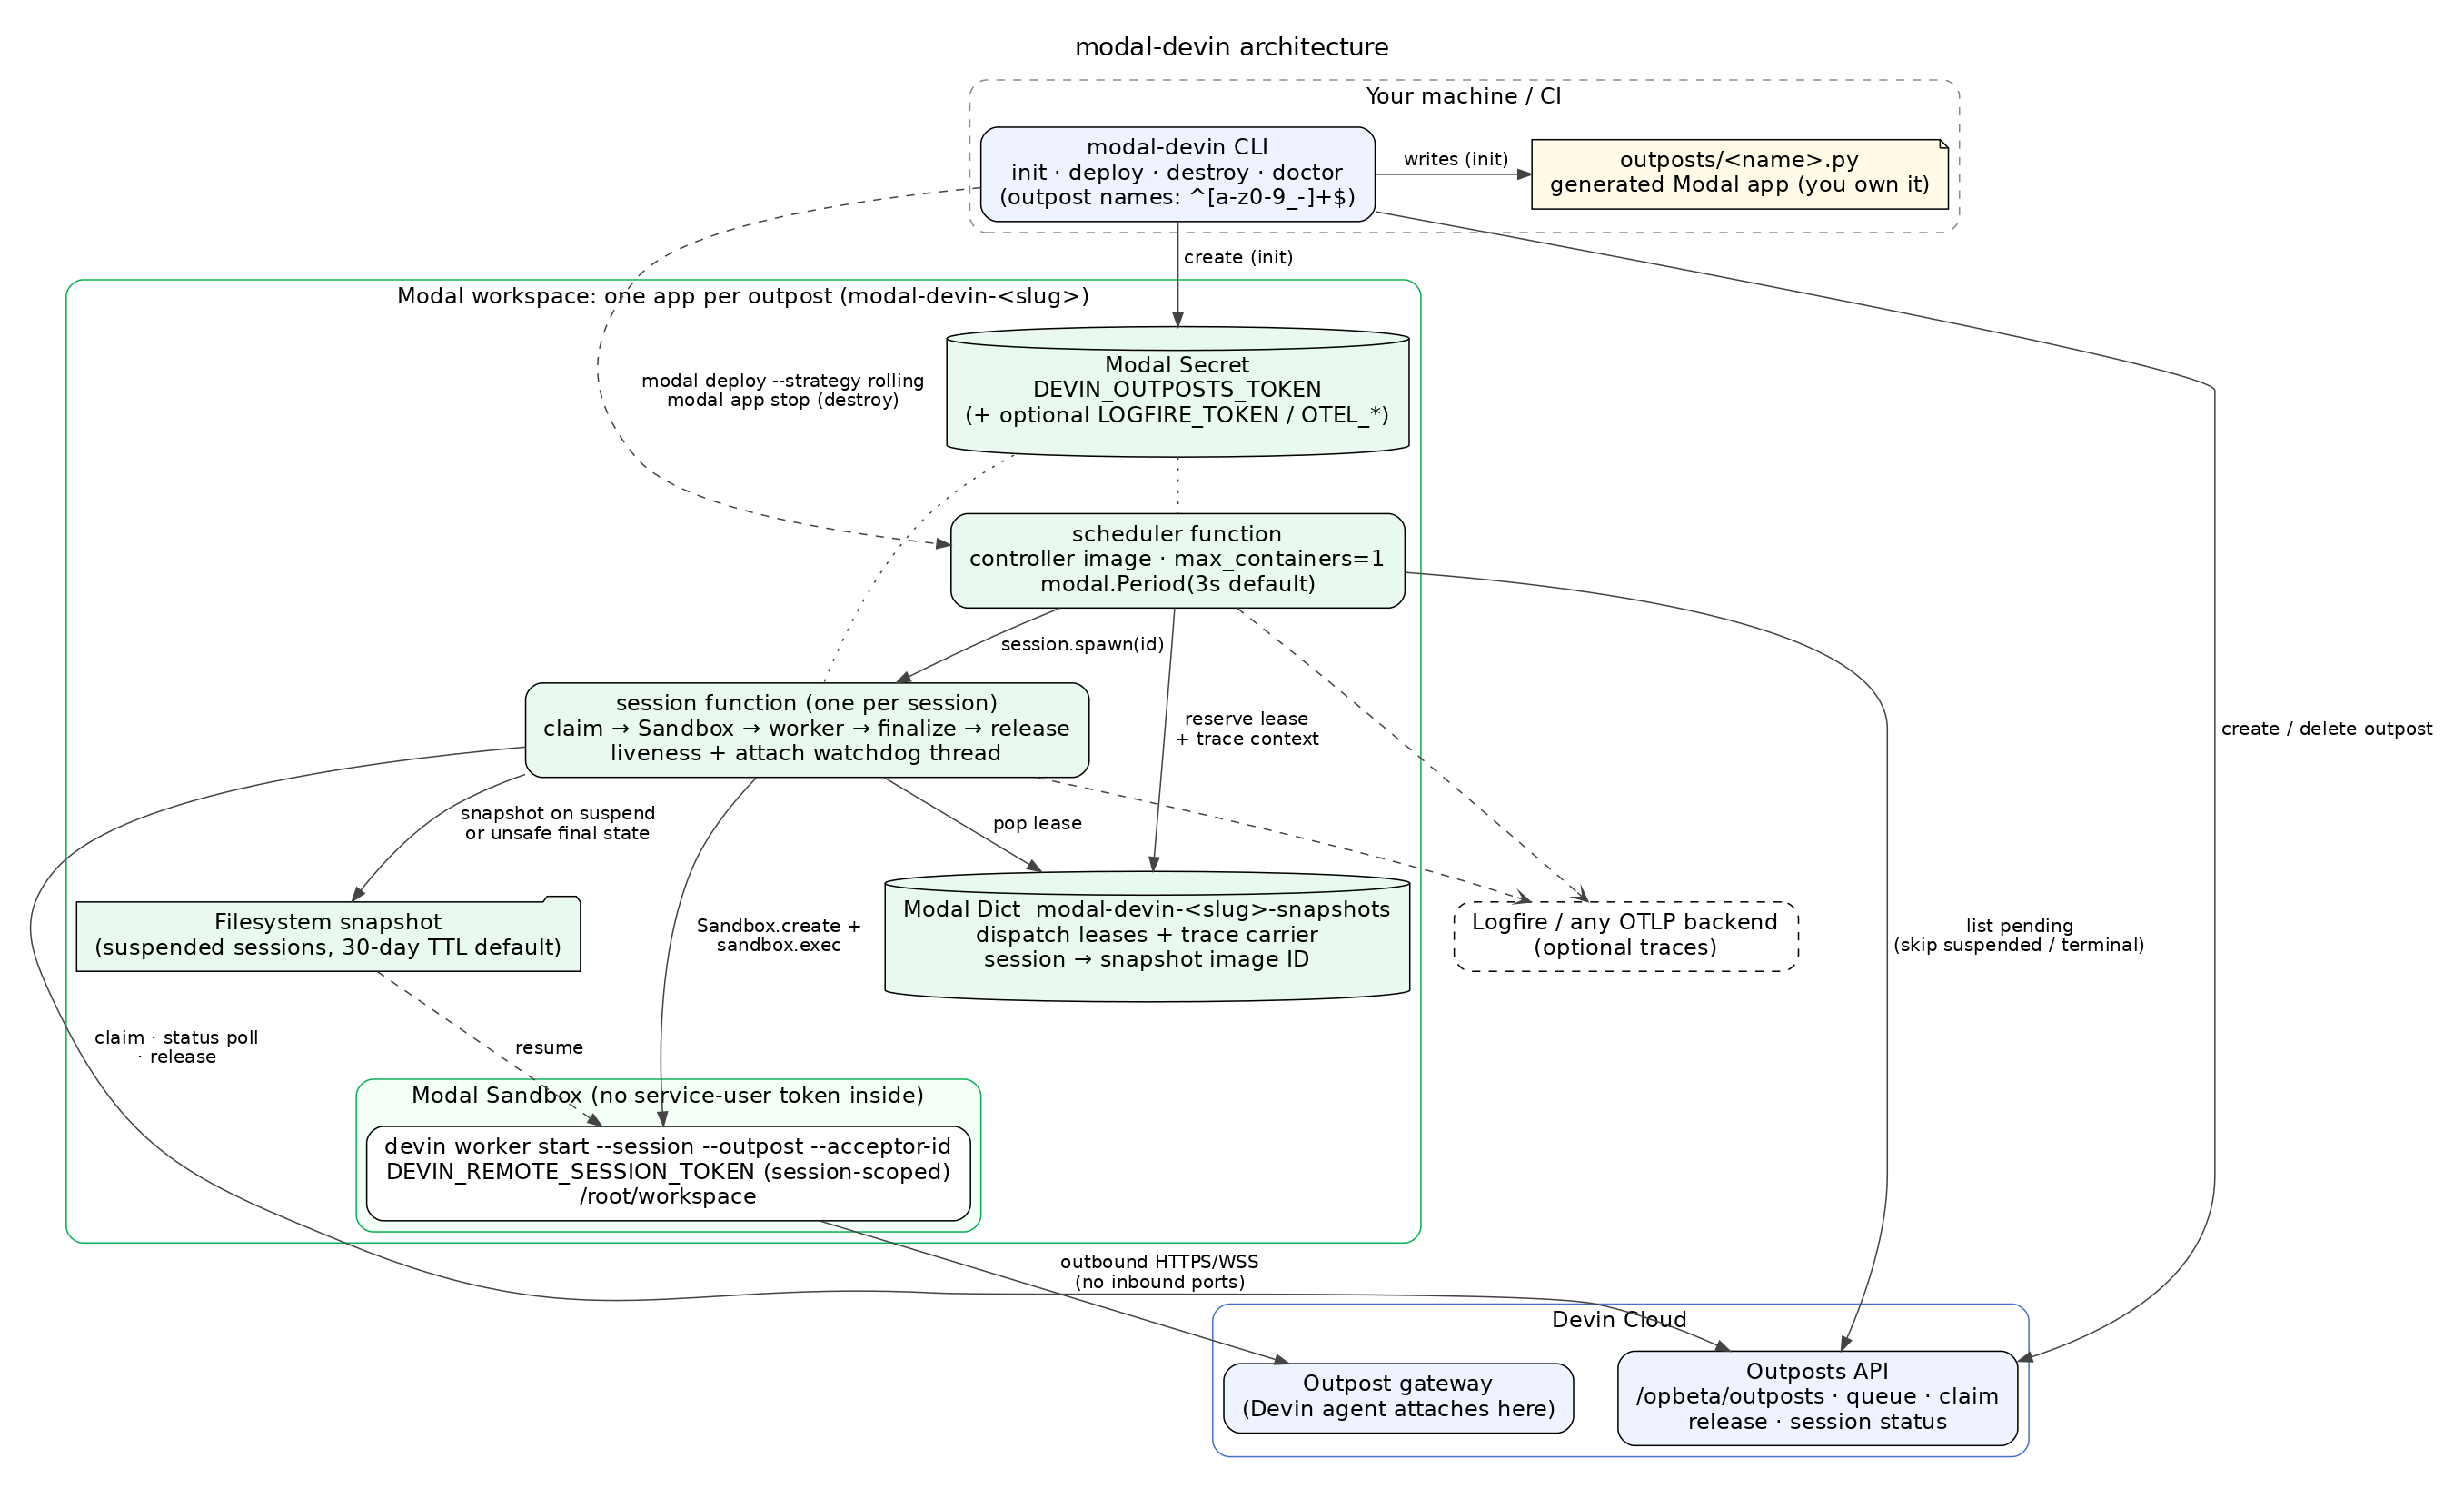 modal-devin architecture
Your machine / CI
modal-devin CLI
init · deploy · destroy · doctor
(outpost names: ^[a-z0-9_-]+$)
writes (init)
outposts/<name>.py
generated Modal app (you own it)
create (init)
Modal workspace: one app per outpost (modal-devin-<slug>)
modal deploy --strategy rolling
modal app stop (destroy)
Modal Secret
DEVIN_OUTPOSTS_TOKEN
(+ optional LOGFIRE_TOKEN / OTEL_*)
scheduler function
controller image · max_containers=1
modal.Period(3s default)
session.spawn(id)
session function (one per session)
claim → Sandbox → worker → finalize → release
liveness + attach watchdog thread
reserve lease
+ trace context
create / delete outpost
snapshot on suspend
or unsafe final state
pop lease
Filesystem snapshot
(suspended sessions, 30-day TTL default)
Sandbox.create +
sandbox.exec
Modal Dict  modal-devin-<slug>-snapshots
dispatch leases + trace carrier
session → snapshot image ID
Logfire / any OTLP backend
(optional traces)
list pending
(skip suspended / terminal)
claim · status poll
· release
resume
Modal Sandbox (no service-user token inside)
devin worker start --session --outpost --acceptor-id
DEVIN_REMOTE_SESSION_TOKEN (session-scoped)
/root/workspace
outbound HTTPS/WSS
(no inbound ports)
Devin Cloud
Outpost gateway
(Devin agent attaches here)
Outposts API
/opbeta/outposts · queue · claim
release · session status